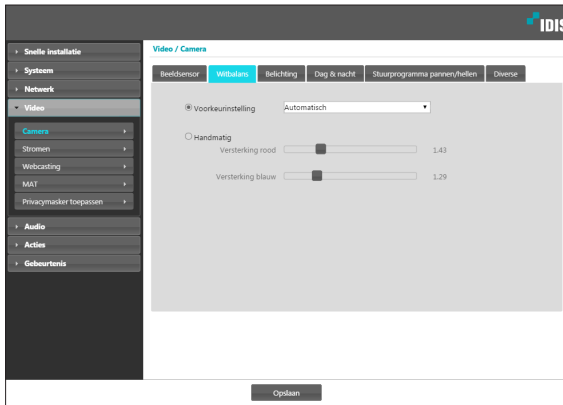 IDIS
Snelle installatie
Systeem
Netwerk
Video
Camera
Stromen
Webcasting
MAT
Privacymasker toepassen
Audio
Acties
Gebeurtenis
Video / Camera
Beeldsensor Witbalans Belichting Dag & nacht Stuurprogramma pannen/hellen Diverse
Voorkeurinstelling Automatisch
Handmatig
Versterking rood 1.43
Versterking blauw 1.29
Opslaan